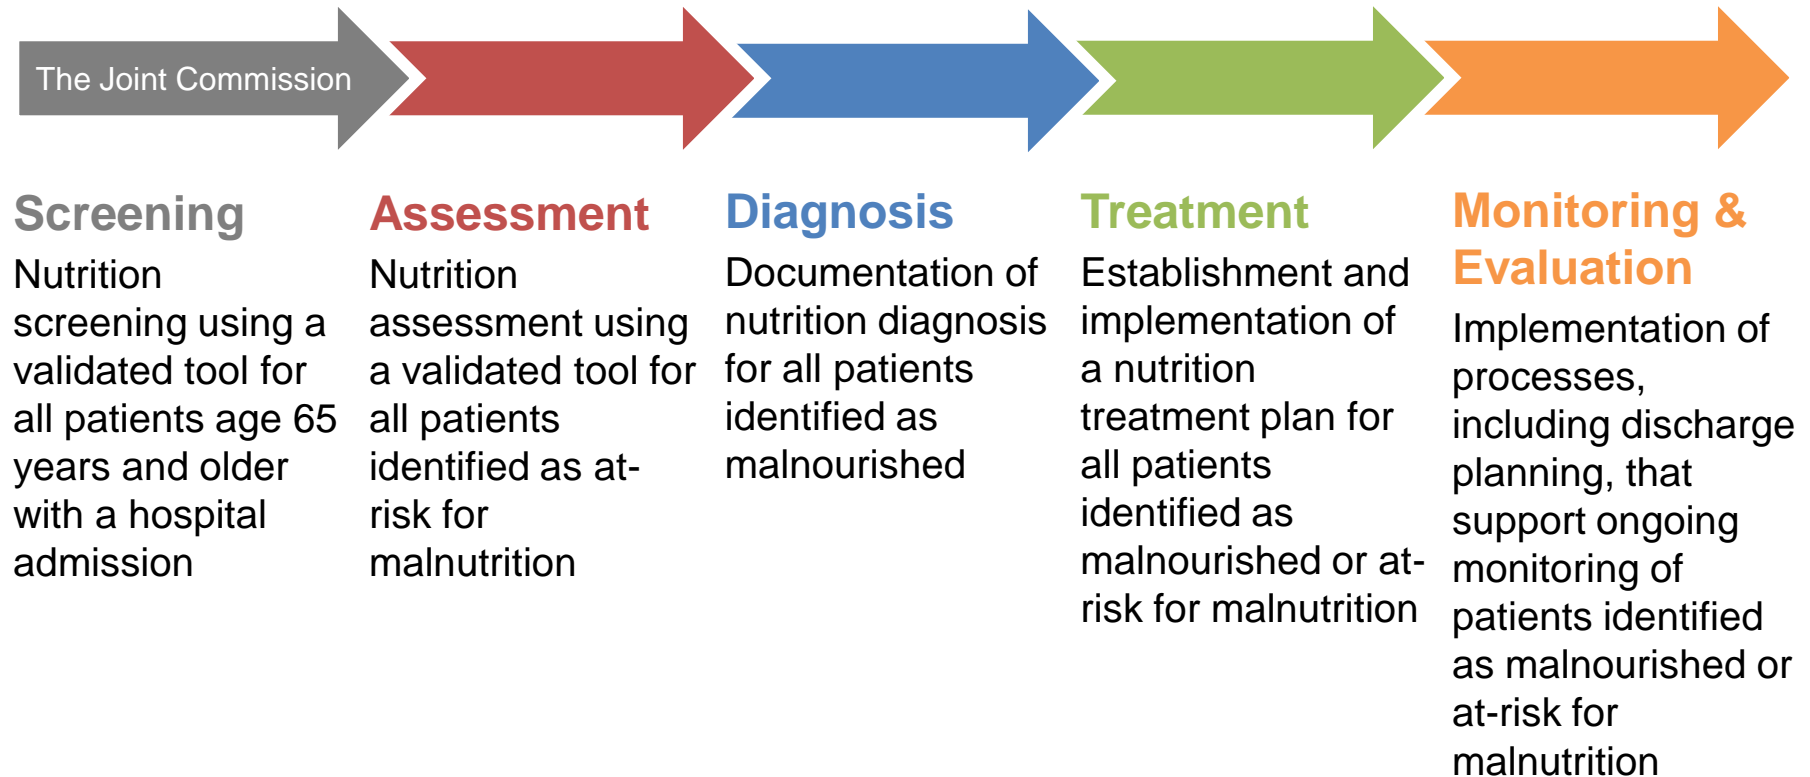 The Joint Commission
Screening
Nutrition
screening using a
validated tool for
all patients age 65
years and older
with a hospital
admission
Assessment
Nutrition
assessment using
a validated tool for
all patients
identified as at-
risk for
malnutrition
Diagnosis
Documentation of
nutrition diagnosis
for all patients
identified as
malnourished
Treatment
Establishment and
implementation of
a nutrition
treatment plan for
all patients
identified as
malnourished or at-
risk for malnutrition
Monitoring &
Evaluation
Implementation of
processes,
including discharge
planning, that
support ongoing
monitoring of
patients identified
as malnourished or
at-risk for
malnutrition